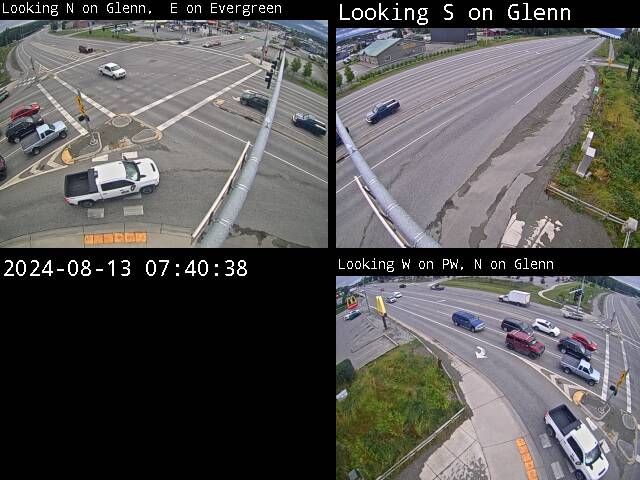 Looking N on Glenn,  E on Evergreen
Looking S on Glenn
2024-08-13 07:40:38
Looking W on PW, N on Glenn